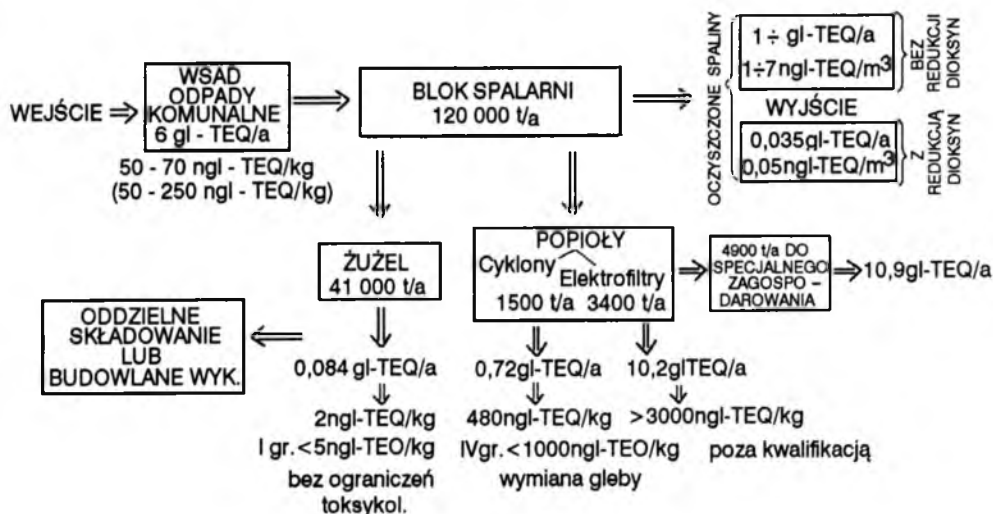 WEJŚCIE
WSAD
ODPADY
KOMUNALNE
6 gl - TEQ/a
50 - 70 ngl - TEQ/kg
(50 - 250 ngl - TEQ/kg)
BLOK SPALARNI
120 000 t/a
OCZYSZCZONE SPALINY
1÷ gl-TEQ/a
1÷7ngl-TEQ/m³
BEZ
REDUKCJI
DIOKSYN
WYJŚCIE
0,035gl-TEQ/a
0,05ngl-TEQ/m³
Z
REDUKCJĄ
DIOKSYN
ŻUŻEL
41 000 t/a
POPIOŁY
Cyklony
Elektrofiltry
1500 t/a 3400 t/a
4900 t/a DO
SPECJALNEGO
ZAGOSPO -
DAROWANIA
10,9gl-TEQ/a
ODDZIELNE
SKŁADOWANIE
LUB
BUDOWLANE WYK.
0,084 gl-TEQ/a
2ngl-TEQ/kg
I gr.<5ngl-TEO/kg
bez ograniczeń
toksykol.
0,72gl-TEQ/a
480ngl-TEQ/kg
IVgr.<1000ngl-TEO/kg
wymiana gleby
10,2glTEQ/a
>3000ngl-TEQ/kg
poza kwalifikacją